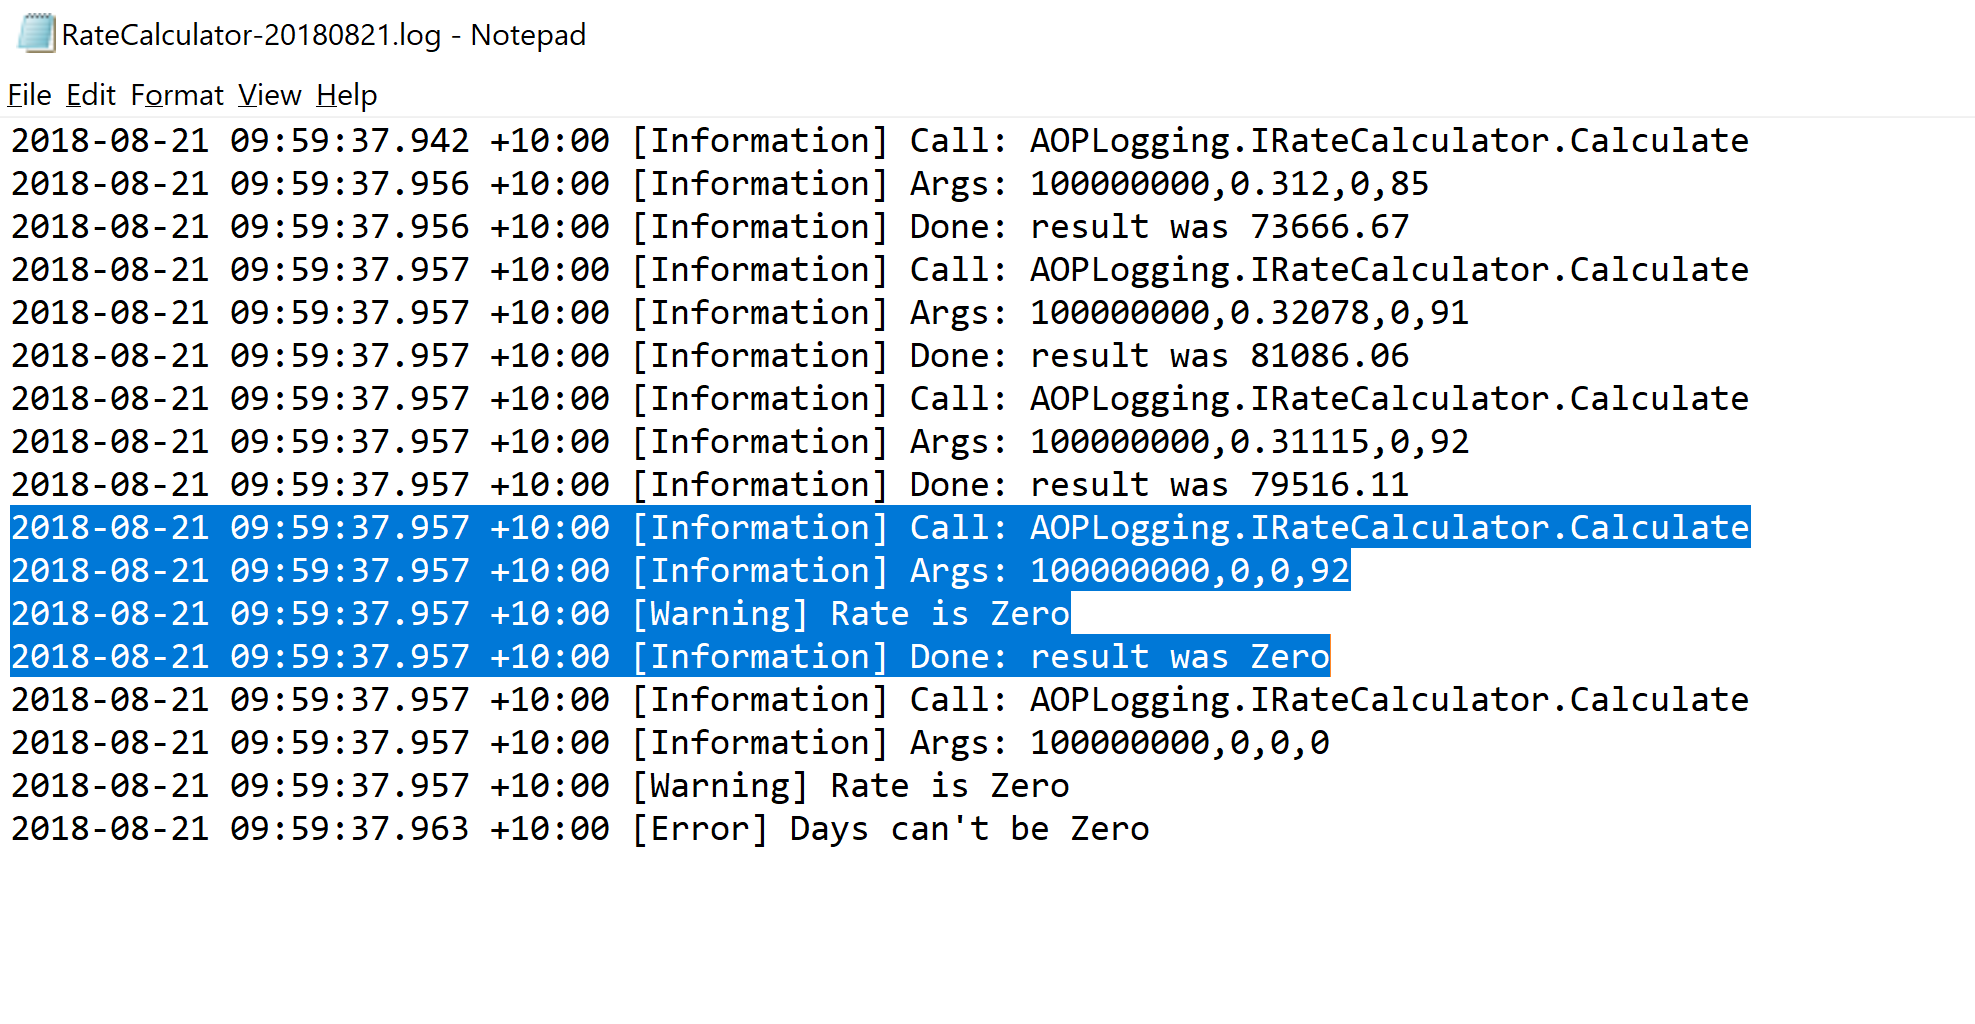 RateCalculator-20180821.log - Notepad
File Edit Format View Help
2018-08-21 09:59:37.942 +10:00 [Information] Call: AOPLogging.IRateCalculator.Calculate
2018-08-21 09:59:37.956 +10:00 [Information] Args: 100000000,0.312,0,85
2018-08-21 09:59:37.956 +10:00 [Information] Done: result was 73666.67
2018-08-21 09:59:37.957 +10:00 [Information] Call: AOPLogging.IRateCalculator.Calculate
2018-08-21 09:59:37.957 +10:00 [Information] Args: 100000000,0.32078,0,91
2018-08-21 09:59:37.957 +10:00 [Information] Done: result was 81086.06
2018-08-21 09:59:37.957 +10:00 [Information] Call: AOPLogging.IRateCalculator.Calculate
2018-08-21 09:59:37.957 +10:00 [Information] Args: 100000000,0.31115,0,92
2018-08-21 09:59:37.957 +10:00 [Information] Done: result was 79516.11
2018-08-21 09:59:37.957 +10:00 [Information] Call: AOPLogging.IRateCalculator.Calculate
2018-08-21 09:59:37.957 +10:00 [Information] Args: 100000000,0,0,92
2018-08-21 09:59:37.957 +10:00 [Warning] Rate is Zero
2018-08-21 09:59:37.957 +10:00 [Information] Done: result was Zero
2018-08-21 09:59:37.957 +10:00 [Information] Call: AOPLogging.IRateCalculator.Calculate
2018-08-21 09:59:37.957 +10:00 [Information] Args: 100000000,0,0,0
2018-08-21 09:59:37.957 +10:00 [Warning] Rate is Zero
2018-08-21 09:59:37.963 +10:00 [Error] Days can't be Zero